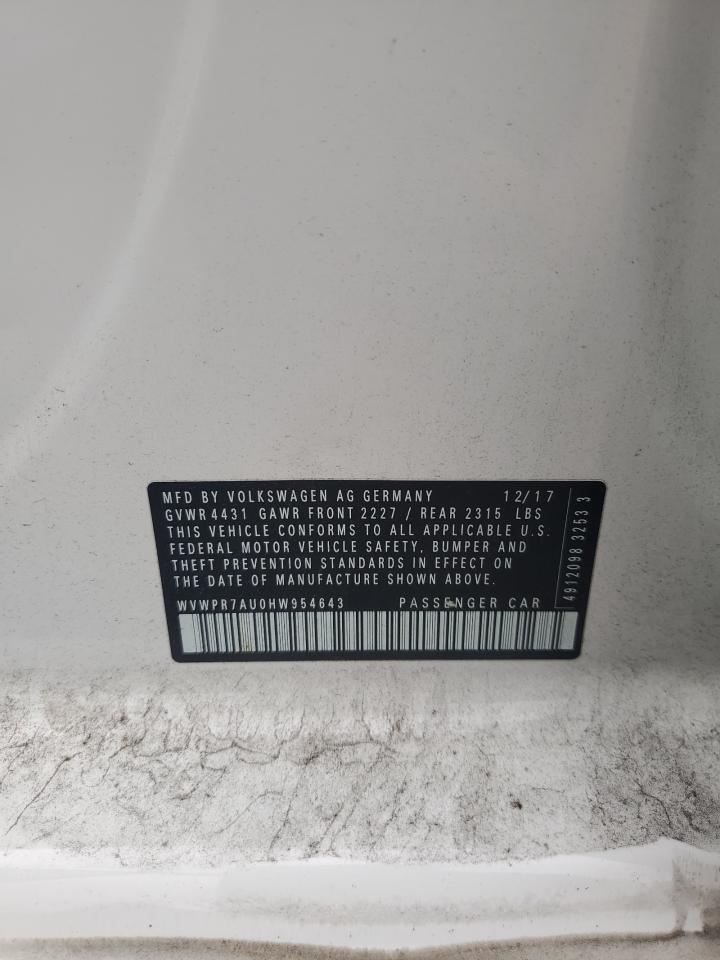 MFD BY VOLKSWAGEN AG GERMANY 12/17
GVWR 4431 GAWR FRONT 2227 / REAR 2315 LBS
THIS VEHICLE CONFORMS TO ALL APPLICABLE U.S.
FEDERAL MOTOR VEHICLE SAFETY, BUMPER AND
THEFT PREVENTION STANDARDS IN EFFECT ON
THE DATE OF MANUFACTURE SHOWN ABOVE.
WVWPR7AU0HW954643 PASSENGER CAR
4912098 32533